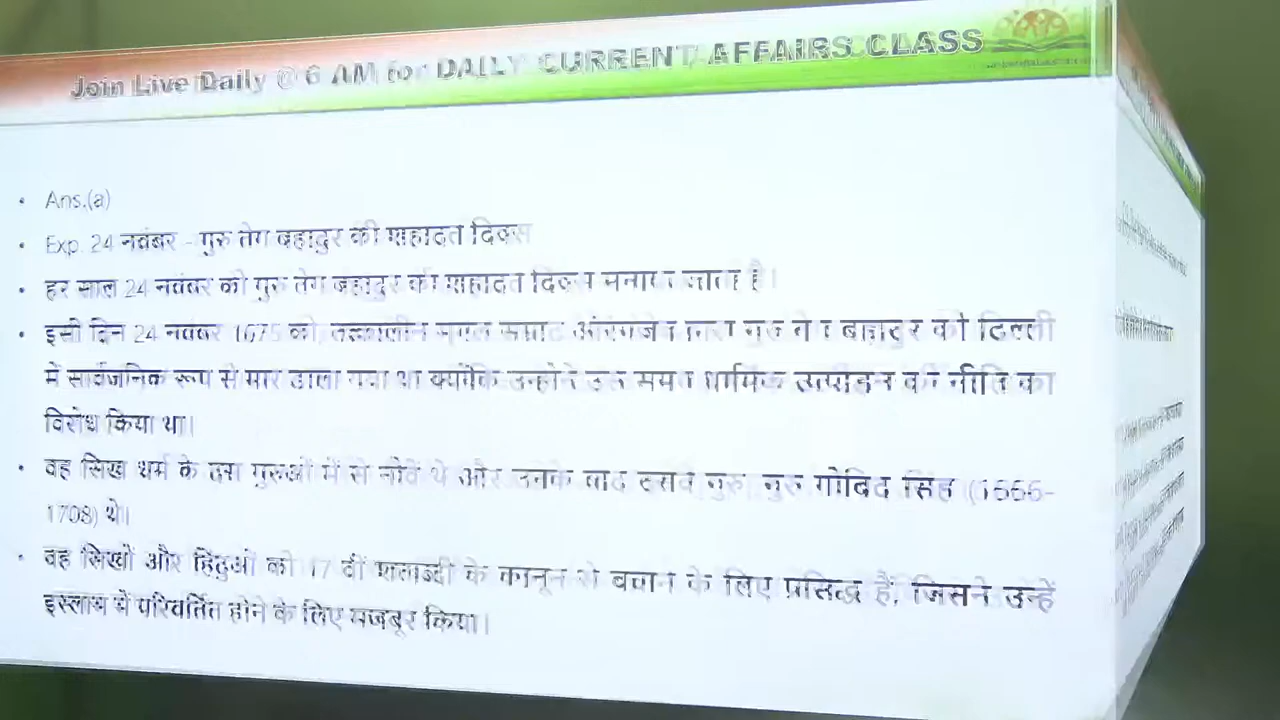 Join Live Daily @ 6 AM for DAILY CURRENT AFFAIRS CLASS
Ans.(a)
Exp. 24 नवंबर - गुरु तेग बहादुर की शहादत दिवस
हर साल 24 नवंबर को गुरु तेग बहादुर की शहादत दिवस मनाया जाता है।
इसी दिन 24 नवंबर 1675 को, तत्कालीन मुगल सम्राट औरंगजेब द्वारा गुरु तेग बहादुर को दिल्ली
में सार्वजनिक रूप से मार डाला गया था क्योंकि उन्होंने उस समय धार्मिक उत्पीड़न की नीति का
विरोध किया था।
वह सिख धर्म के दस गुरुओं में से नौवें थे और उनके बाद दसवें गुरु, गुरु गोबिंद सिंह (1666-
1708) थे।
वह सिखों और हिंदुओं को 17 वीं शताब्दी के कानून से बचाने के लिए प्रसिद्ध हैं, जिसने उन्हें
इस्लाम में परिवर्तित होने के लिए मजबूर किया।